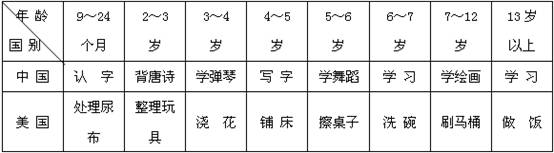 年龄 9～24个月 2～3岁 3～4岁 4～5岁 5～6岁 6～7岁 7～12岁 13岁以上
国别
中国 认字 背唐诗 学弹琴 写字 学舞蹈 学习 学绘画 学习
美国 处理尿布 整理玩具 浇花 铺床 擦桌子 洗碗 刷马桶 做饭